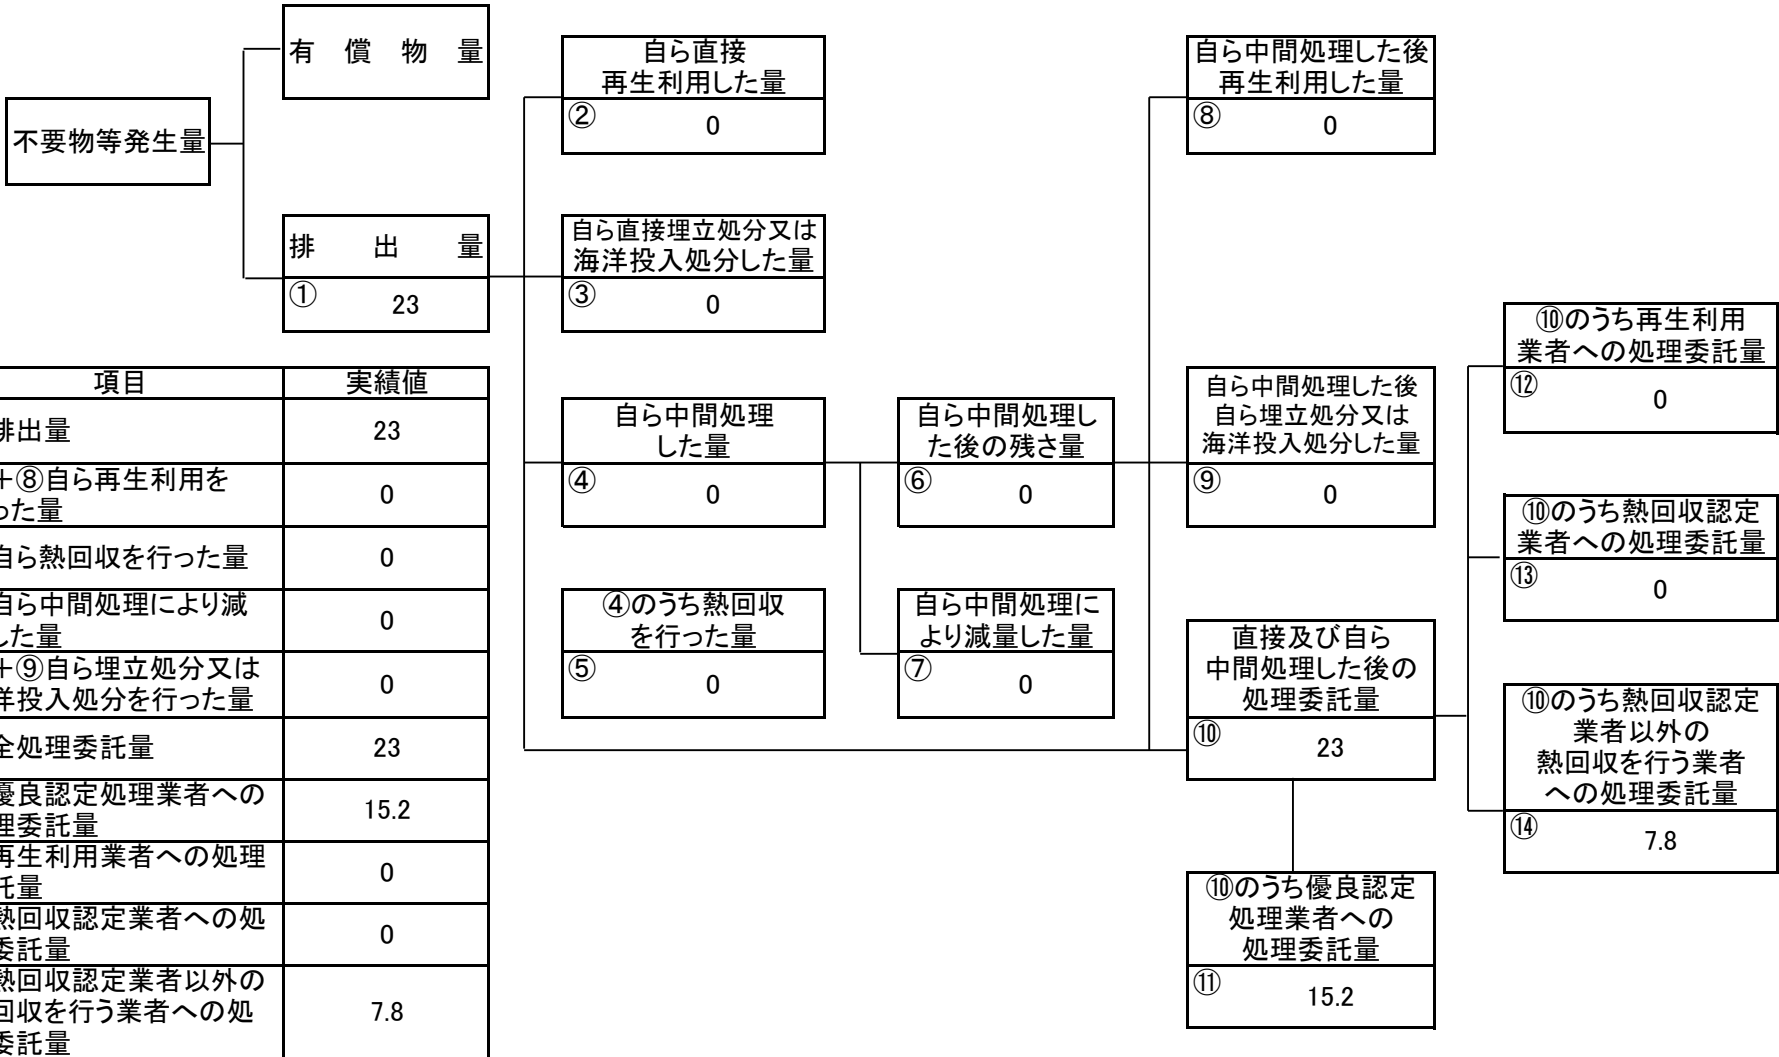 有償物量
不要物等発生量
排出量
① 23
自ら直接
再生利用した量
② 0
自ら直接埋立処分又は
海洋投入処分した量
③ 0
自ら中間処理
した量
④ 0
④のうち熱回収
を行った量
⑤ 0
自ら中間処理し
た後の残さ量
⑥ 0
自ら中間処理に
より減量した量
⑦ 0
自ら中間処理した後
再生利用した量
⑧ 0
自ら中間処理した後
自ら埋立処分又は
海洋投入処分した量
⑨ 0
直接及び自ら
中間処理した後の
処理委託量
⑩ 23
⑩のうち優良認定
処理業者への
処理委託量
⑪ 15.2
⑩のうち再生利用
業者への処理委託量
⑫ 0
⑩のうち熱回収認定
業者への処理委託量
⑬ 0
⑩のうち熱回収認定
業者以外の
熱回収を行う業者
への処理委託量
⑭ 7.8
項目 実績値
排出量 23
+⑧自ら再生利用を
った量 0
自ら熱回収を行った量 0
自ら中間処理により減
した量 0
+⑨自ら埋立処分又は
洋投入処分を行った量 0
全処理委託量 23
優良認定処理業者への
理委託量 15.2
再生利用業者への処理
託量 0
熱回収認定業者への処
委託量 0
熱回収認定業者以外の
回収を行う業者への処
委託量 7.8